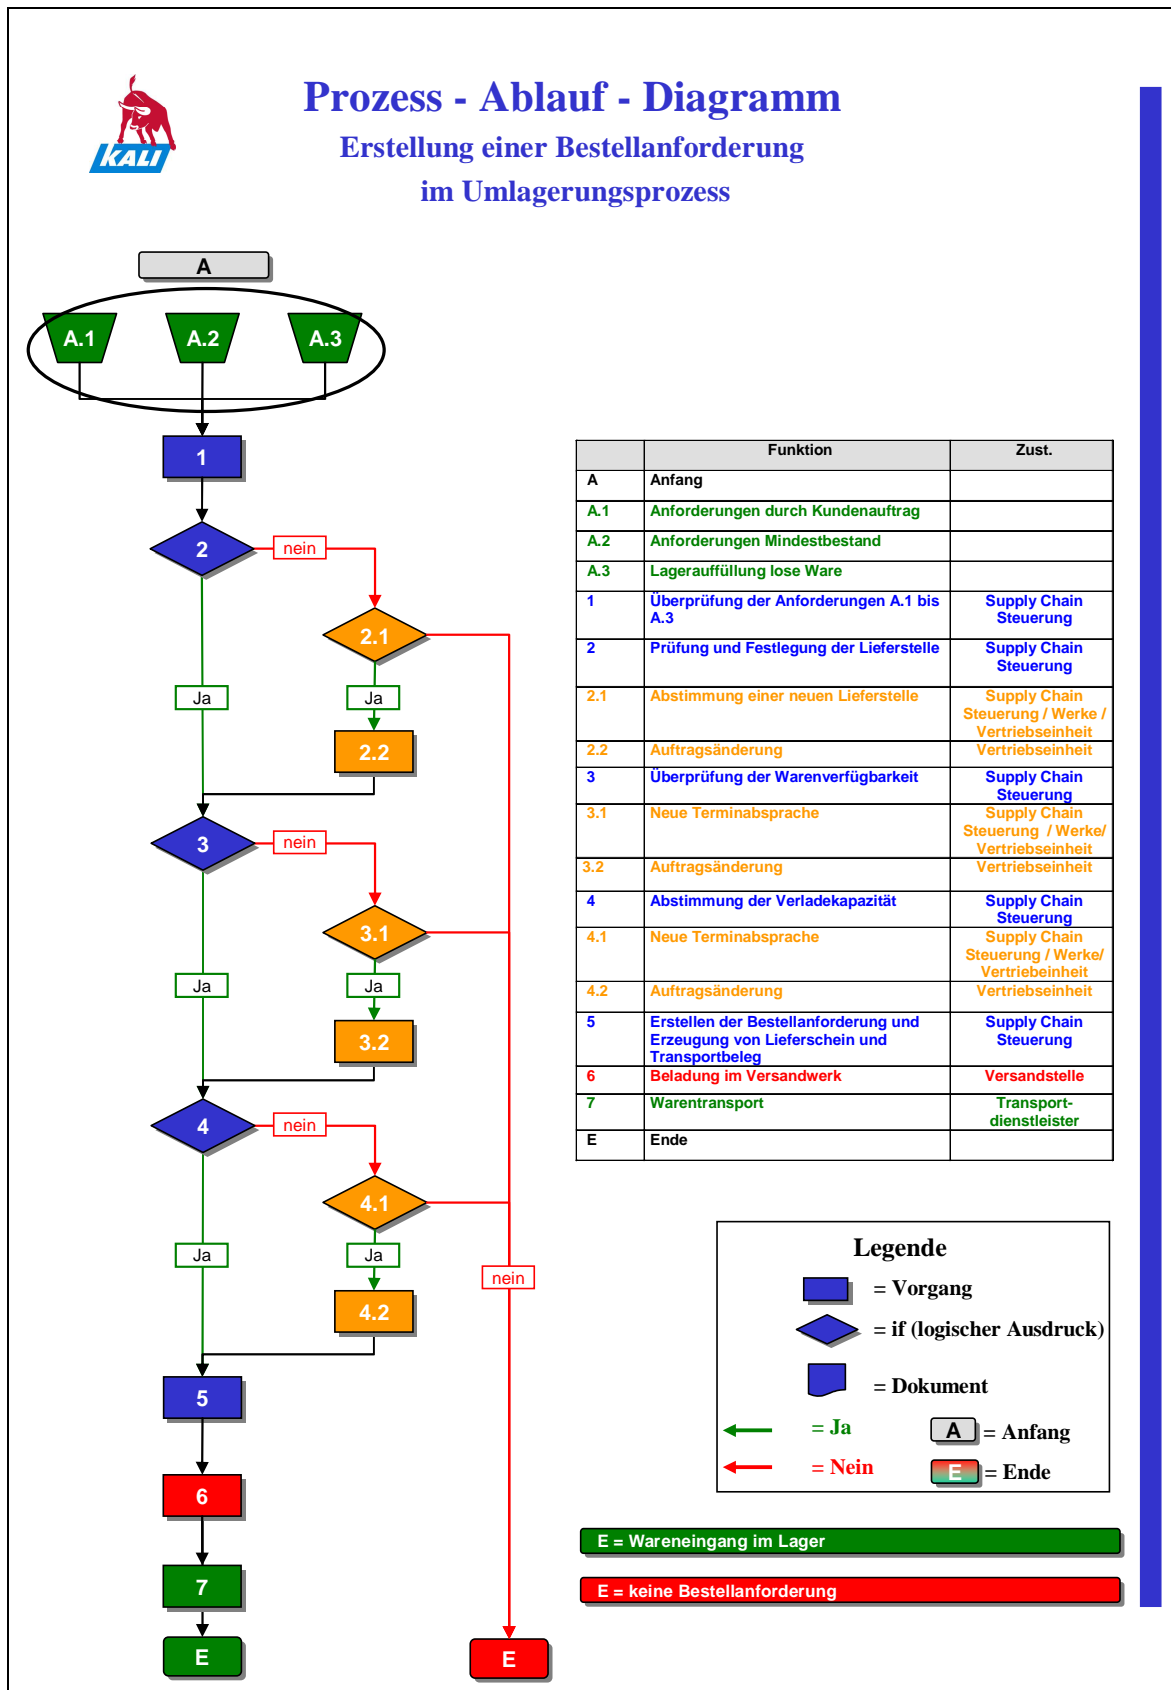 KALI
Prozess - Ablauf - Diagramm
Erstellung einer Bestellanforderung
im Umlagerungsprozess
A
A.1 A.2 A.3
1
2 nein
2.1
Ja Ja
2.2
3 nein
3.1
Ja Ja
3.2
4 nein
4.1
Ja Ja
nein
4.2
5
6
7
E E
Funktion Zust.
A Anfang
A.1 Anforderungen durch Kundenauftrag
A.2 Anforderungen Mindestbestand
A.3 Lagerauffüllung lose Ware
1 Überprüfung der Anforderungen A.1 bis Supply Chain
A.3 Steuerung
2 Prüfung und Festlegung der Lieferstelle Supply Chain
Steuerung
2.1 Abstimmung einer neuen Lieferstelle Supply Chain
Steuerung / Werke /
Vertriebseinheit
2.2 Auftragsänderung Vertriebseinheit
3 Überprüfung der Warenverfügbarkeit Supply Chain
Steuerung
3.1 Neue Terminabsprache Supply Chain
Steuerung / Werke/
Vertriebseinheit
3.2 Auftragsänderung Vertriebseinheit
4 Abstimmung der Verladekapazität Supply Chain
Steuerung
4.1 Neue Terminabsprache Supply Chain
Steuerung / Werke/
Vertriebeinheit
4.2 Auftragsänderung Vertriebseinheit
5 Erstellen der Bestellanforderung und Supply Chain
Erzeugung von Lieferschein und Steuerung
Transportbeleg
6 Beladung im Versandwerk Versandstelle
7 Warentransport Transport-
dienstleister
E Ende
Legende
= Vorgang
= if (logischer Ausdruck)
= Dokument
= Ja A = Anfang
= Nein E = Ende
E = Wareneingang im Lager
E = keine Bestellanforderung